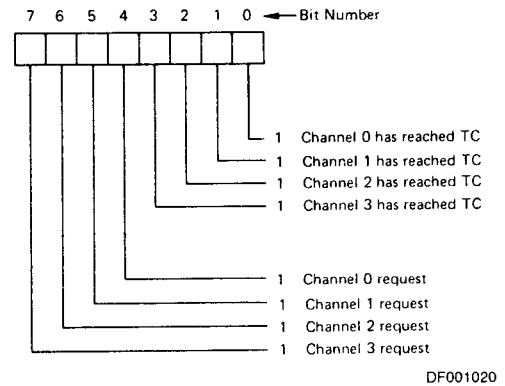 7 6 5 4 3 2 1 0 Bit Number
1 Channel 0 has reached TC
1 Channel 1 has reached TC
1 Channel 2 has reached TC
1 Channel 3 has reached TC
1 Channel 0 request
1 Channel 1 request
1 Channel 2 request
1 Channel 3 request
DF001020